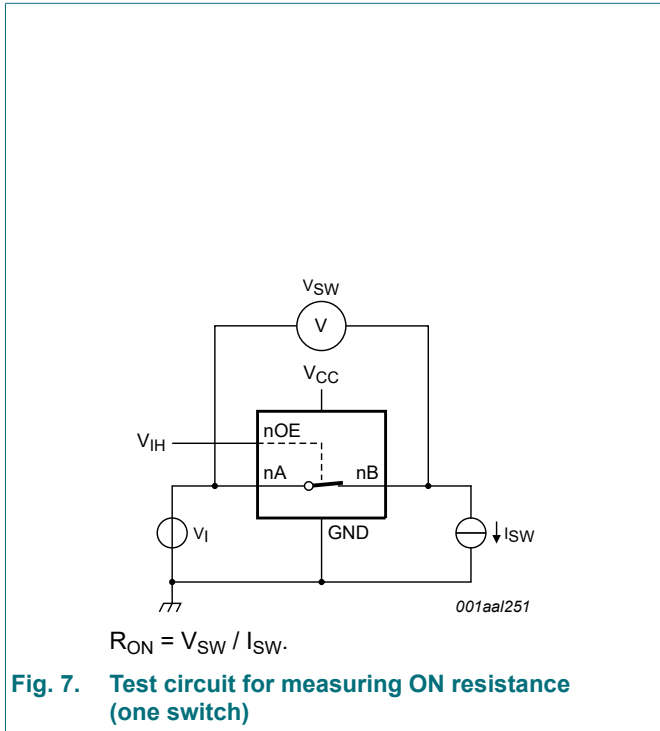 VSW
V
VCC
nOE
VIH
nA
nB
VI
GND
ISW
001aal251
RON = VSW / ISW.
Fig. 7. Test circuit for measuring ON resistance
(one switch)